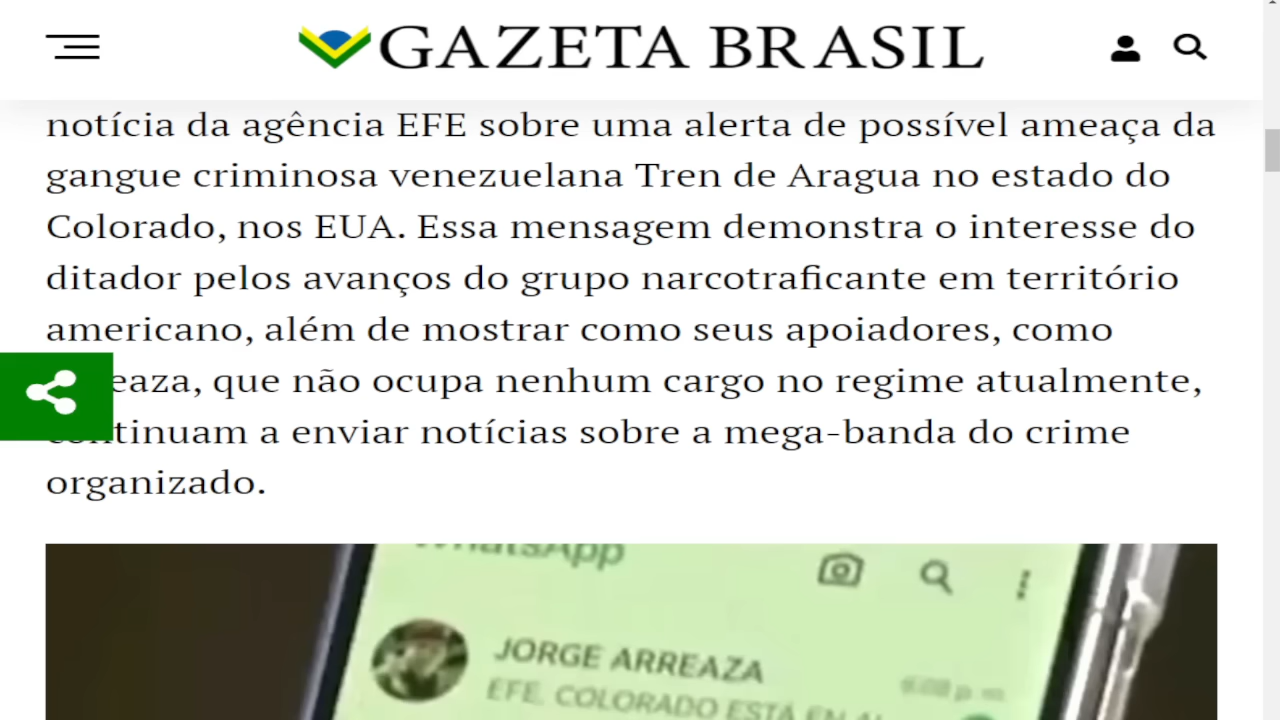 GAZETA BRASIL
notícia da agência EFE sobre uma alerta de possível ameaça da
gangue criminosa venezuelana Tren de Aragua no estado do
Colorado, nos EUA. Essa mensagem demonstra o interesse do
ditador pelos avanços do grupo narcotraficante em território
americano, além de mostrar como seus apoiadores, como
eaza, que não ocupa nenhum cargo no regime atualmente,
continuam a enviar notícias sobre a mega-banda do crime
organizado.
WhatsApp
JORGE ARREAZA
EFE. COLORADO ESTÁ EN